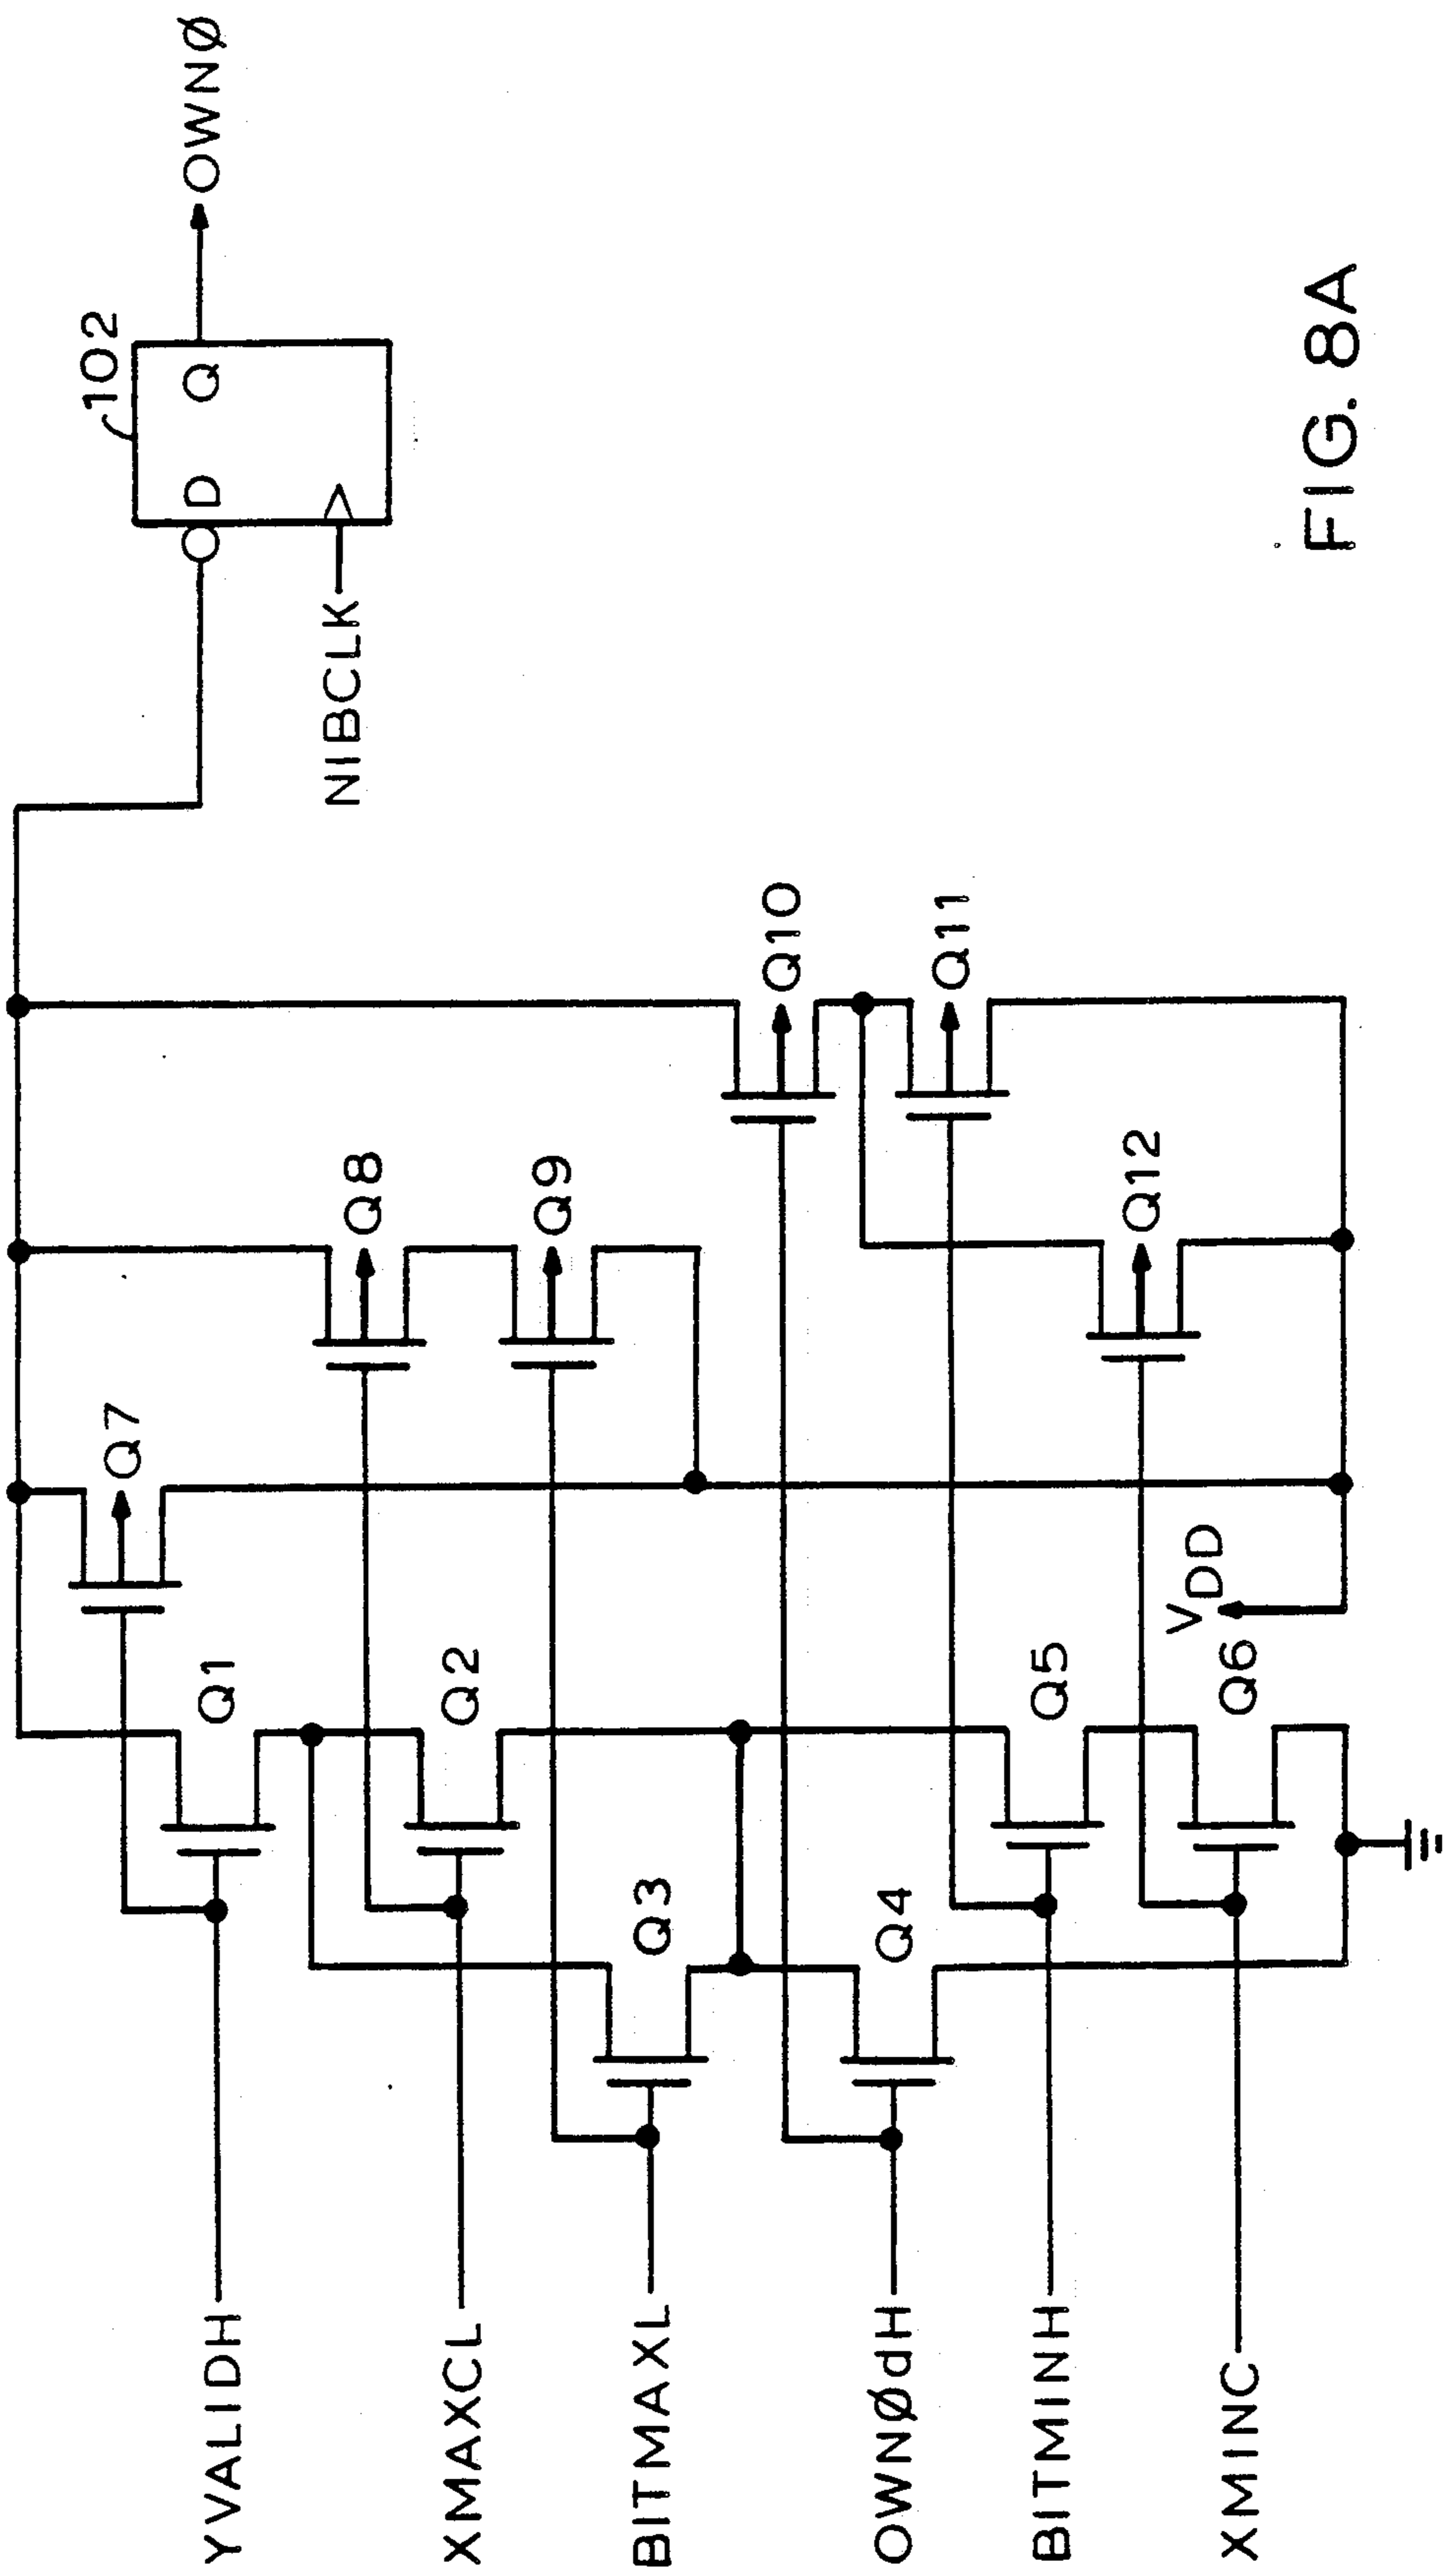 YVALIDH
XMAXCL
BITMAXL
OWNØdH
BITMINH
XMINC
Q1
Q2
Q3
Q4
Q5
Q6
VDD
Q7
Q8
Q9
Q10
Q11
Q12
NIBCLK
102
D
Q
OWNØ
FIG. 8A